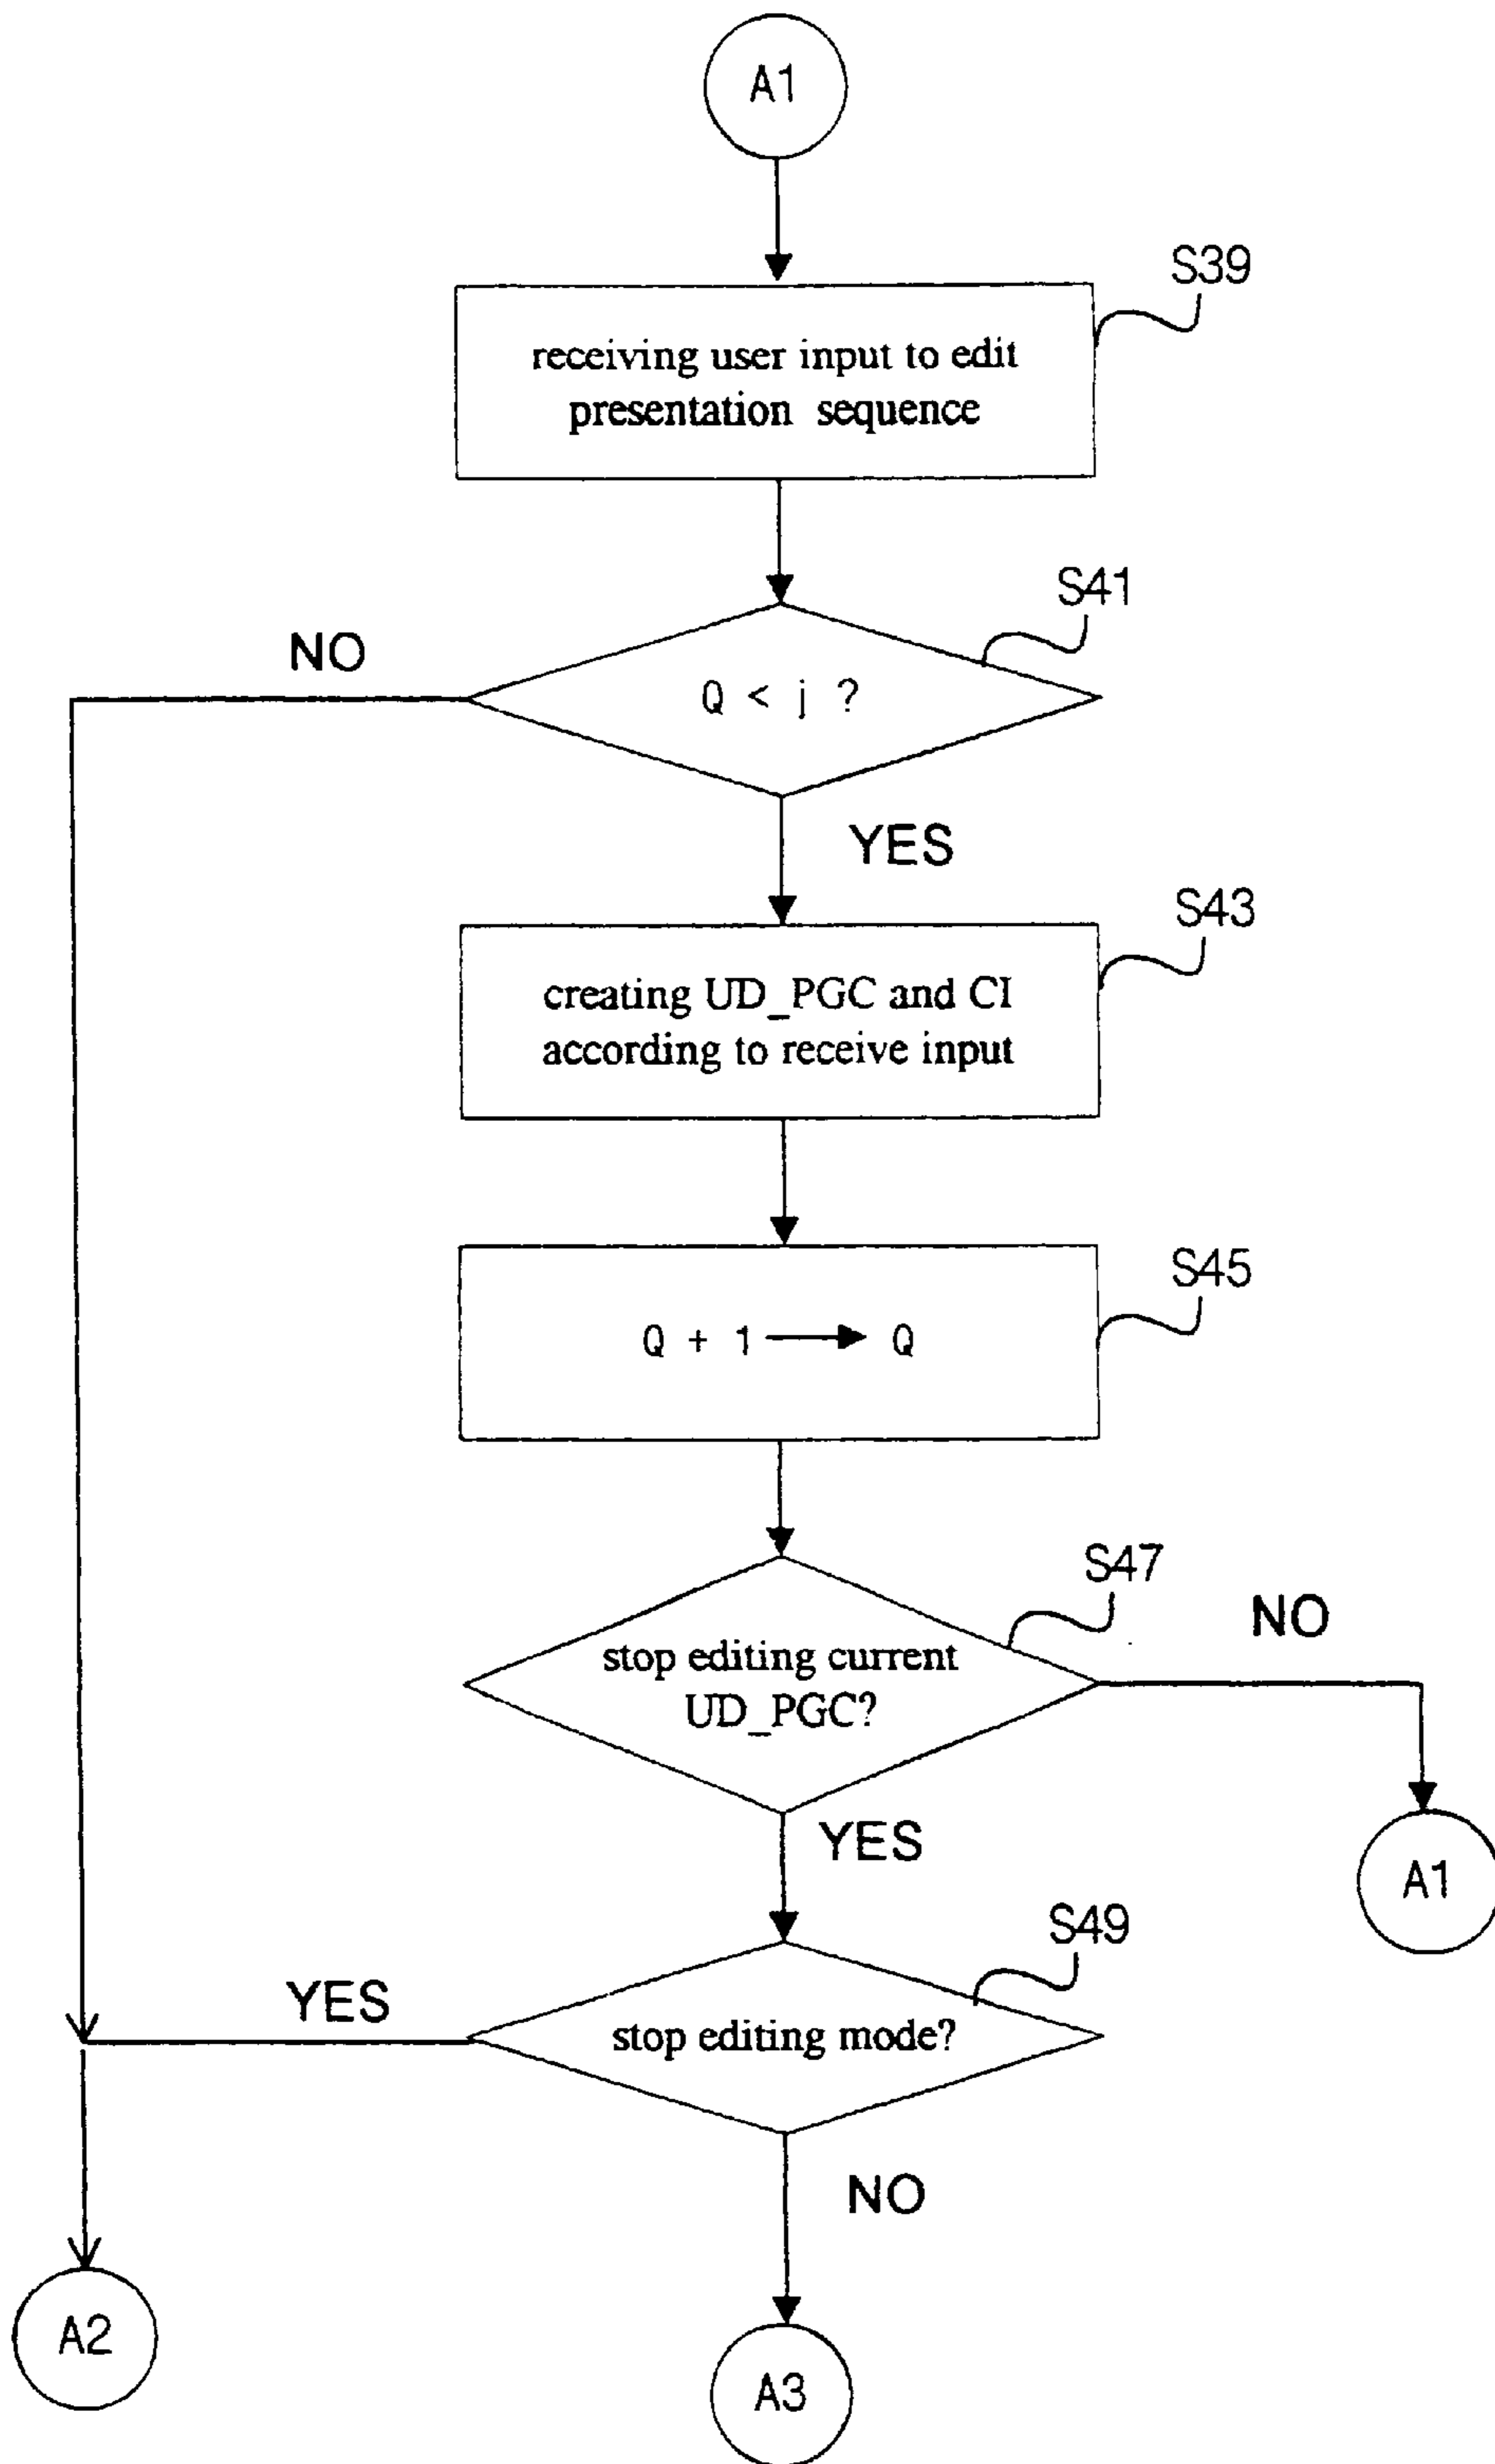 A1
S39
receiving user input to edit
presentation sequence
S41
NO
Q < j ?
YES
S43
creating UD_PGC and CI
according to receive input
S45
Q + 1 → Q
S47
NO
stop editing current
UD_PGC?
YES
A1
S49
YES
stop editing mode?
NO
A2
A3